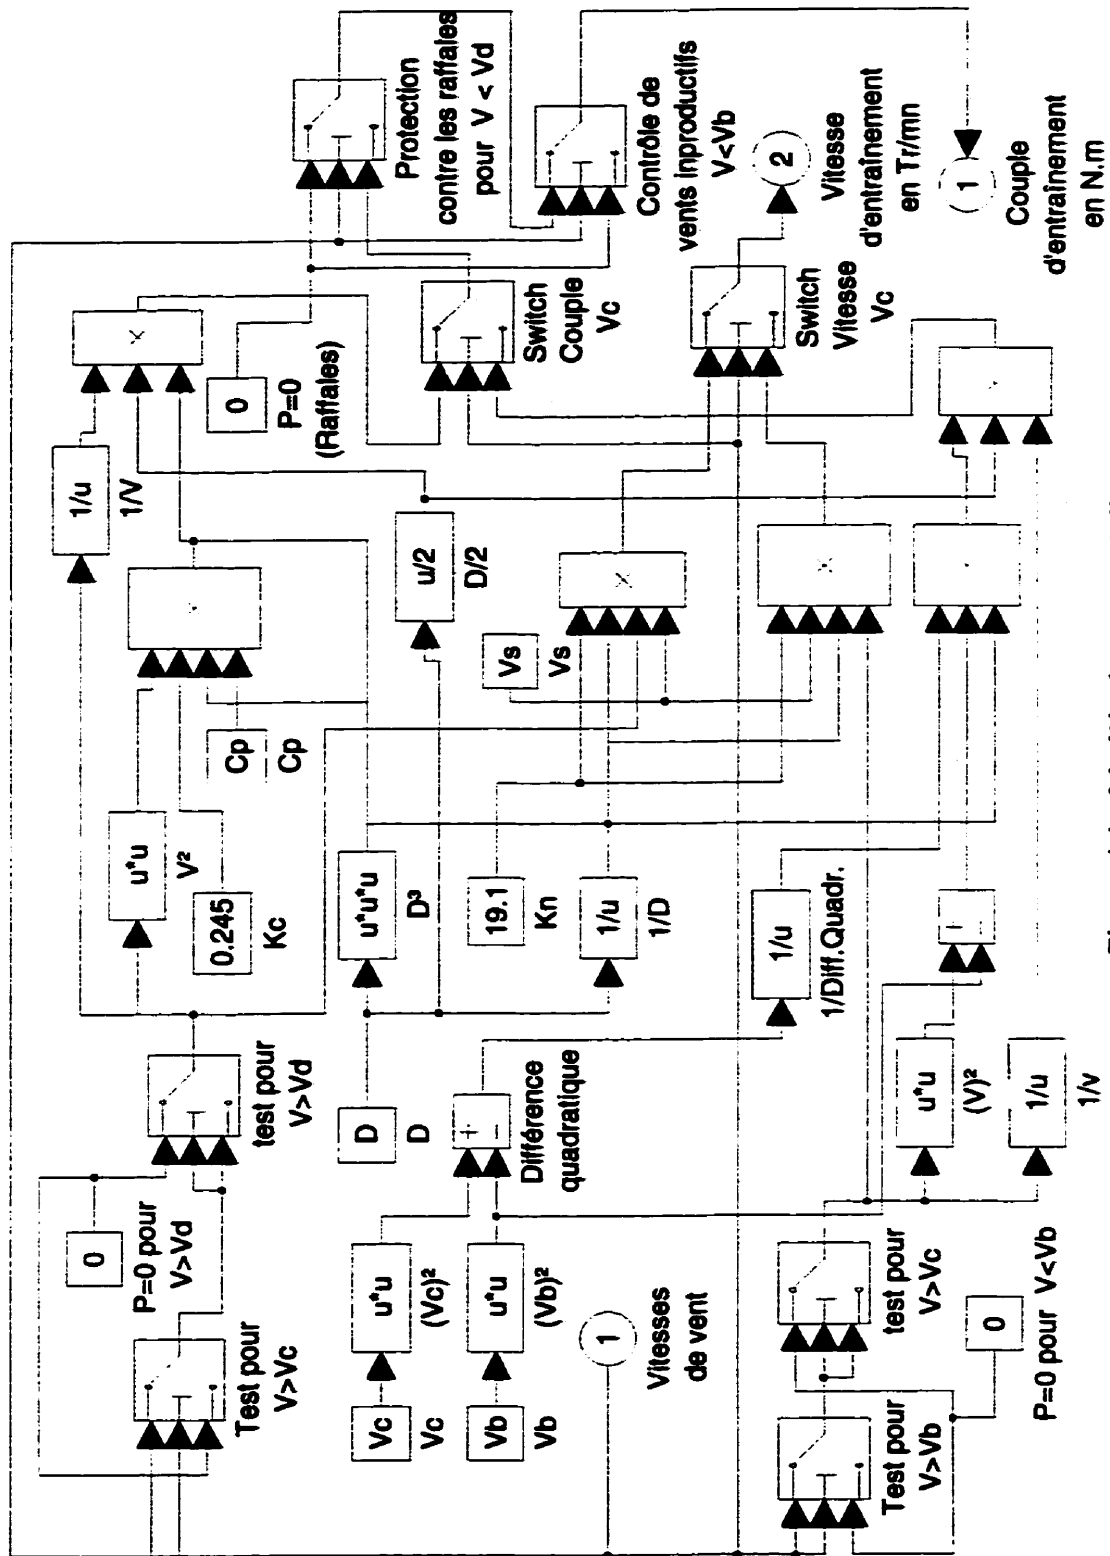 Test pour
V>Vc
0
P=0 pour
V>Vd
test pour
V>Vd
u*u
V²
0.245
Kc
Cp
Cp
1/u
1/V
0
P=0
(Raffales)
Protection
contre les raffales
pour V < Vd
Vc
Vc
u*u
(Vc)²
Vb
Vb
u*u
(Vb)²
Différence
quadratique
D
D
u*u*u
D³
19.1
Kn
1/u
1/D
u/2
D/2
Vs
Vs
Switch
Couple
Vc
Contrôle de
vents inproductifs
V<Vb
1
Vitesses
de vent
1/u
1/Diff.Quadr.
Switch
Vitesse
Vc
2
Vitesse
d'entraînement
en Tr/mn
Test pour
V>Vb
test pour
V>Vc
0
P=0 pour V<Vb
u*u
(V)²
1/u
1/v
1
Couple
d'entraînement
en N.m